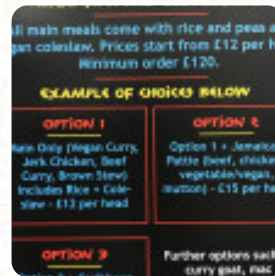 all main meals come with rice and peas a
gan coleslaw. Prices start from £12 per h
Minimum order £120.
EXAMPLE OF CHOICES BELOW
OPTION 1
Main Only (Vegan Curry,
Jerk Chicken, Beef
Curry, Brown Stew)
Includes Rice + Cole-
slaw - £13 per head
OPTION 2
Option 1 + Jamaica
Pattie (beef, chicke
vegetable/vegan,
mutton) - £15 per h
OPTION 3
Further options suc
curry goat,